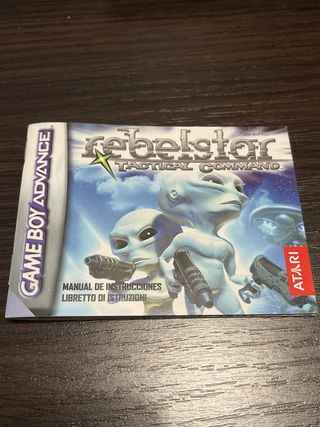 GAME BOY ADVANCE
rebelstar
TACTICAL COMMAND
MANUAL DE INSTRUCCIONES
LIBRETTO DI ISTRUZIONI
ATARI